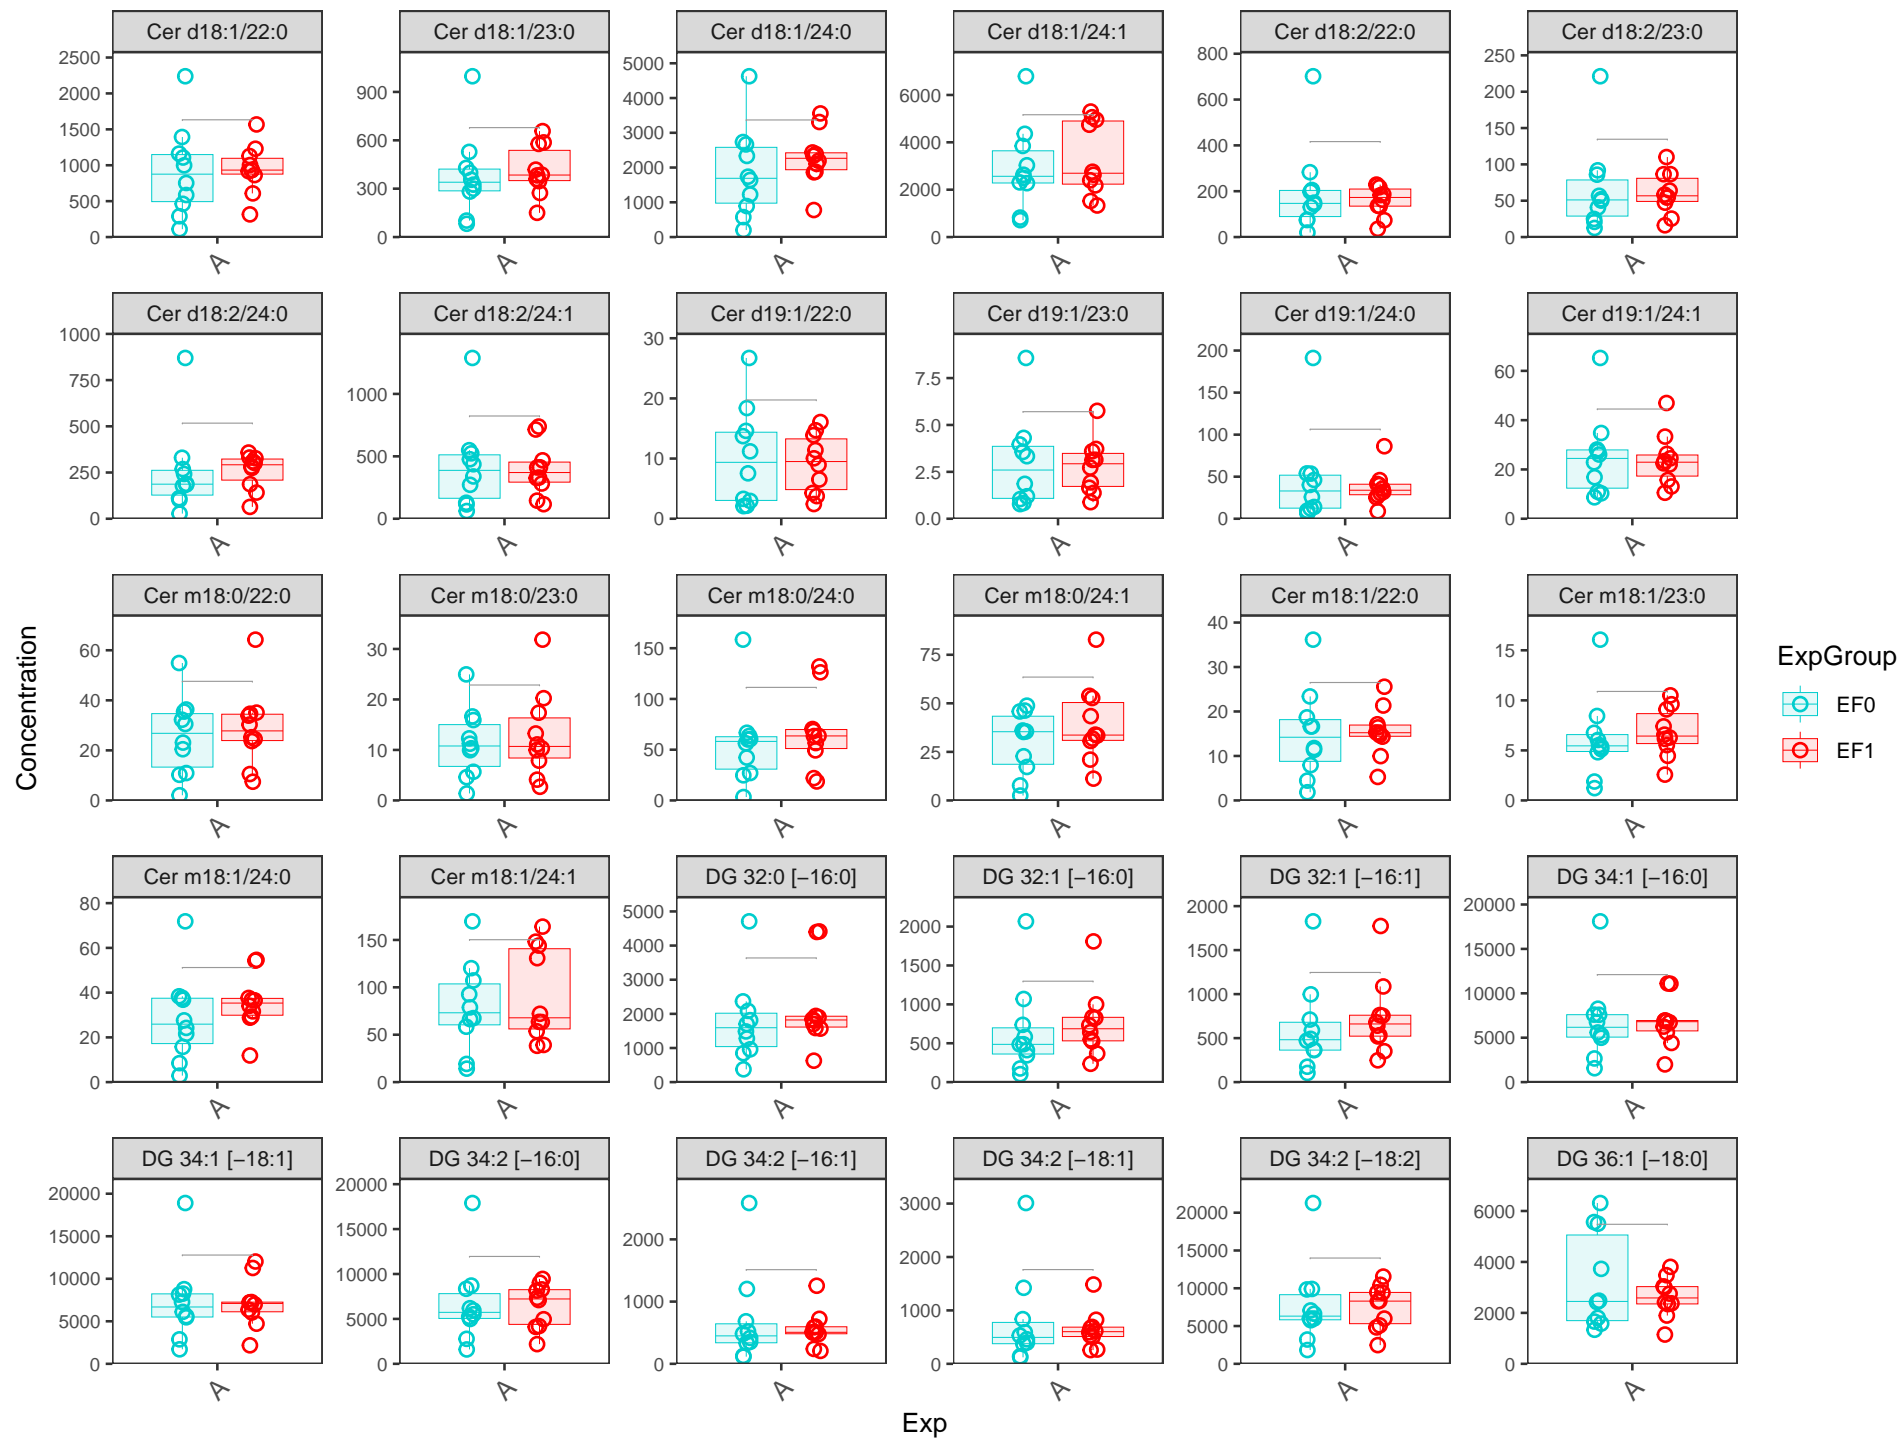 Cer d18:1/22:0 Cer d18:1/23:0 Cer d18:1/24:0 Cer d18:1/24:1 Cer d18:2/22:0 Cer d18:2/23:0
2500 2000 1500 1000 500 0
900 600 300 0
5000 4000 3000 2000 1000 0
6000 4000 2000 0
800 600 400 200 0
250 200 150 100 50 0
A A A A A A
Cer d18:2/24:0 Cer d18:2/24:1 Cer d19:1/22:0 Cer d19:1/23:0 Cer d19:1/24:0 Cer d19:1/24:1
1000 750 500 250 0
1000 500 0
30 20 10 0
7.5 5.0 2.5 0.0
200 150 100 50 0
60 40 20 0
A A A A A A
Cer m18:0/22:0 Cer m18:0/23:0 Cer m18:0/24:0 Cer m18:0/24:1 Cer m18:1/22:0 Cer m18:1/23:0
60 40 20 0
30 20 10 0
150 100 50 0
75 50 25 0
40 30 20 10 0
15 10 5 0
A A A A A A
Cer m18:1/24:0 Cer m18:1/24:1 DG 32:0 [−16:0] DG 32:1 [−16:0] DG 32:1 [−16:1] DG 34:1 [−16:0]
80 60 40 20 0
150 100 50 0
5000 4000 3000 2000 1000 0
2000 1500 1000 500 0
2000 1500 1000 500 0
20000 15000 10000 5000 0
A A A A A A
DG 34:1 [−18:1] DG 34:2 [−16:0] DG 34:2 [−16:1] DG 34:2 [−18:1] DG 34:2 [−18:2] DG 36:1 [−18:0]
20000 15000 10000 5000 0
20000 15000 10000 5000 0
2000 1000 0
3000 2000 1000 0
20000 15000 10000 5000 0
6000 4000 2000 0
A A A A A A
Concentration
Exp
ExpGroup
EF0
EF1